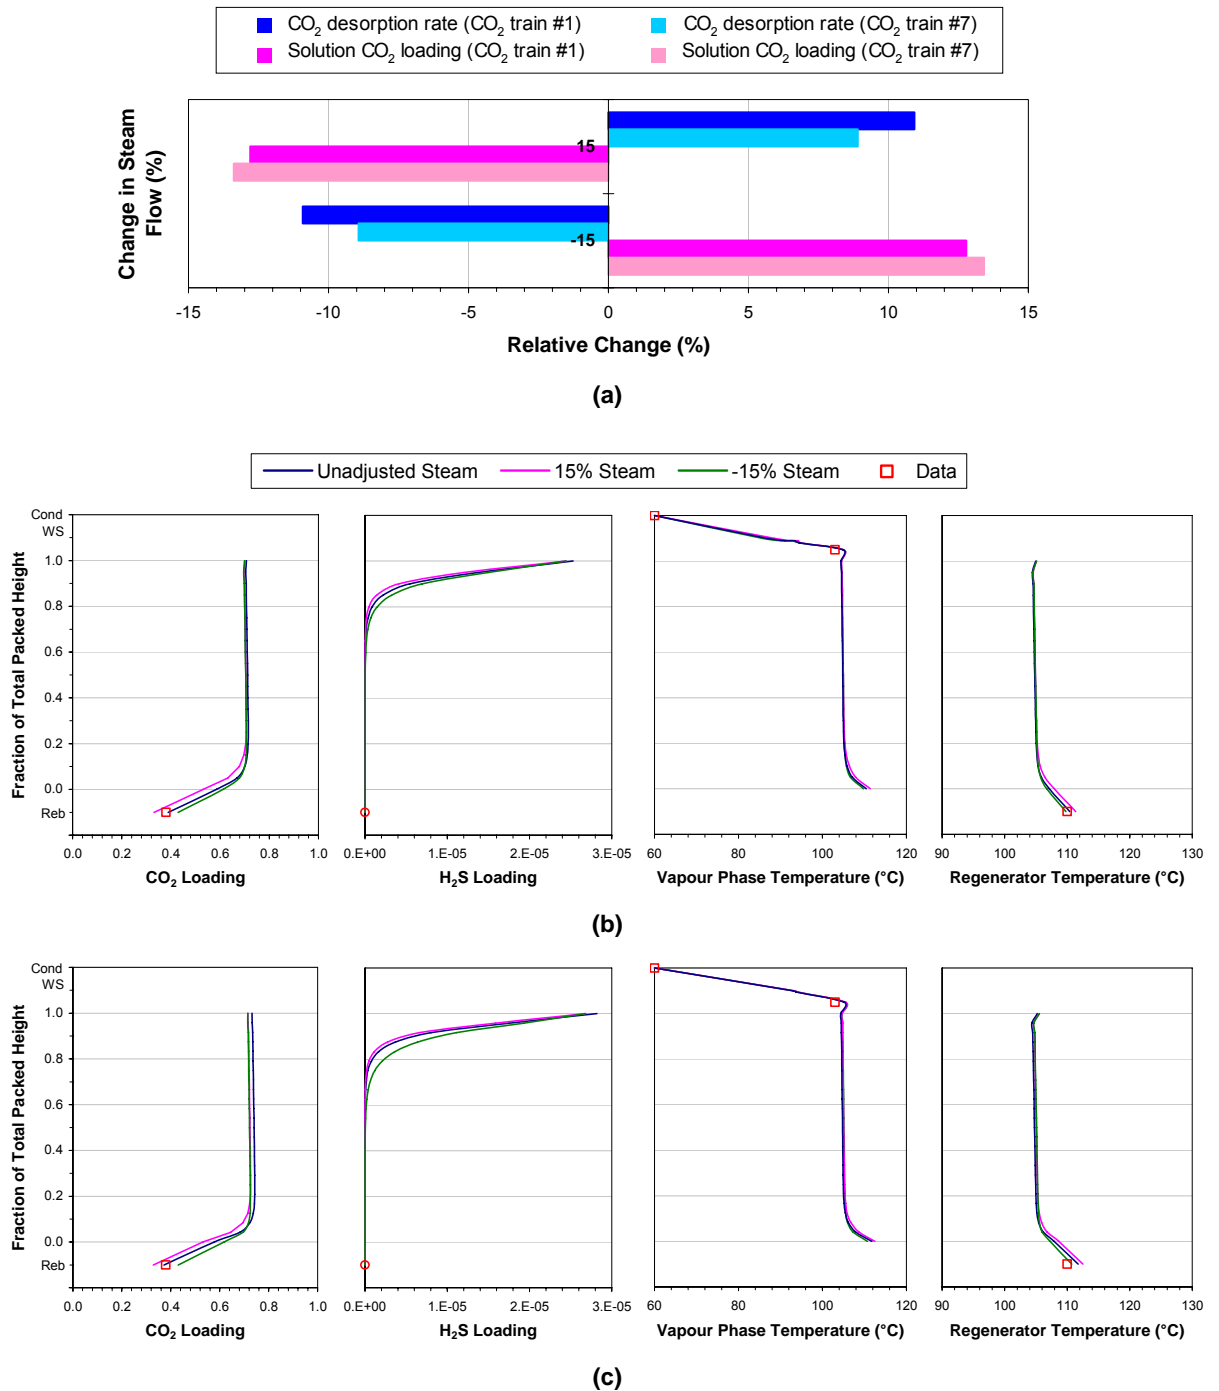 CO2 desorption rate (CO2 train #1) CO2 desorption rate (CO2 train #7)
Solution CO2 loading (CO2 train #1) Solution CO2 loading (CO2 train #7)
Change in Steam
Flow (%)
15
-15
-15 -10 -5 0 5 10 15
Relative Change (%)
(a)
Unadjusted Steam 15% Steam -15% Steam Data
Fraction of Total Packed Height
Cond
WS
1.0
0.8
0.6
0.4
0.2
0.0
Reb
0.0 0.2 0.4 0.6 0.8 1.0
CO2 Loading
0.E+00 1.E-05 2.E-05 3.E-05
H2S Loading
60 80 100 120
Vapour Phase Temperature (°C)
90 100 110 120 130
Regenerator Temperature (°C)
(b)
Fraction of Total Packed Height
Cond
WS
1.0
0.8
0.6
0.4
0.2
0.0
Reb
0.0 0.2 0.4 0.6 0.8 1.0
CO2 Loading
0.E+00 1.E-05 2.E-05 3.E-05
H2S Loading
60 80 100 120
Vapour Phase Temperature (°C)
90 100 110 120 130
Regenerator Temperature (°C)
(c)